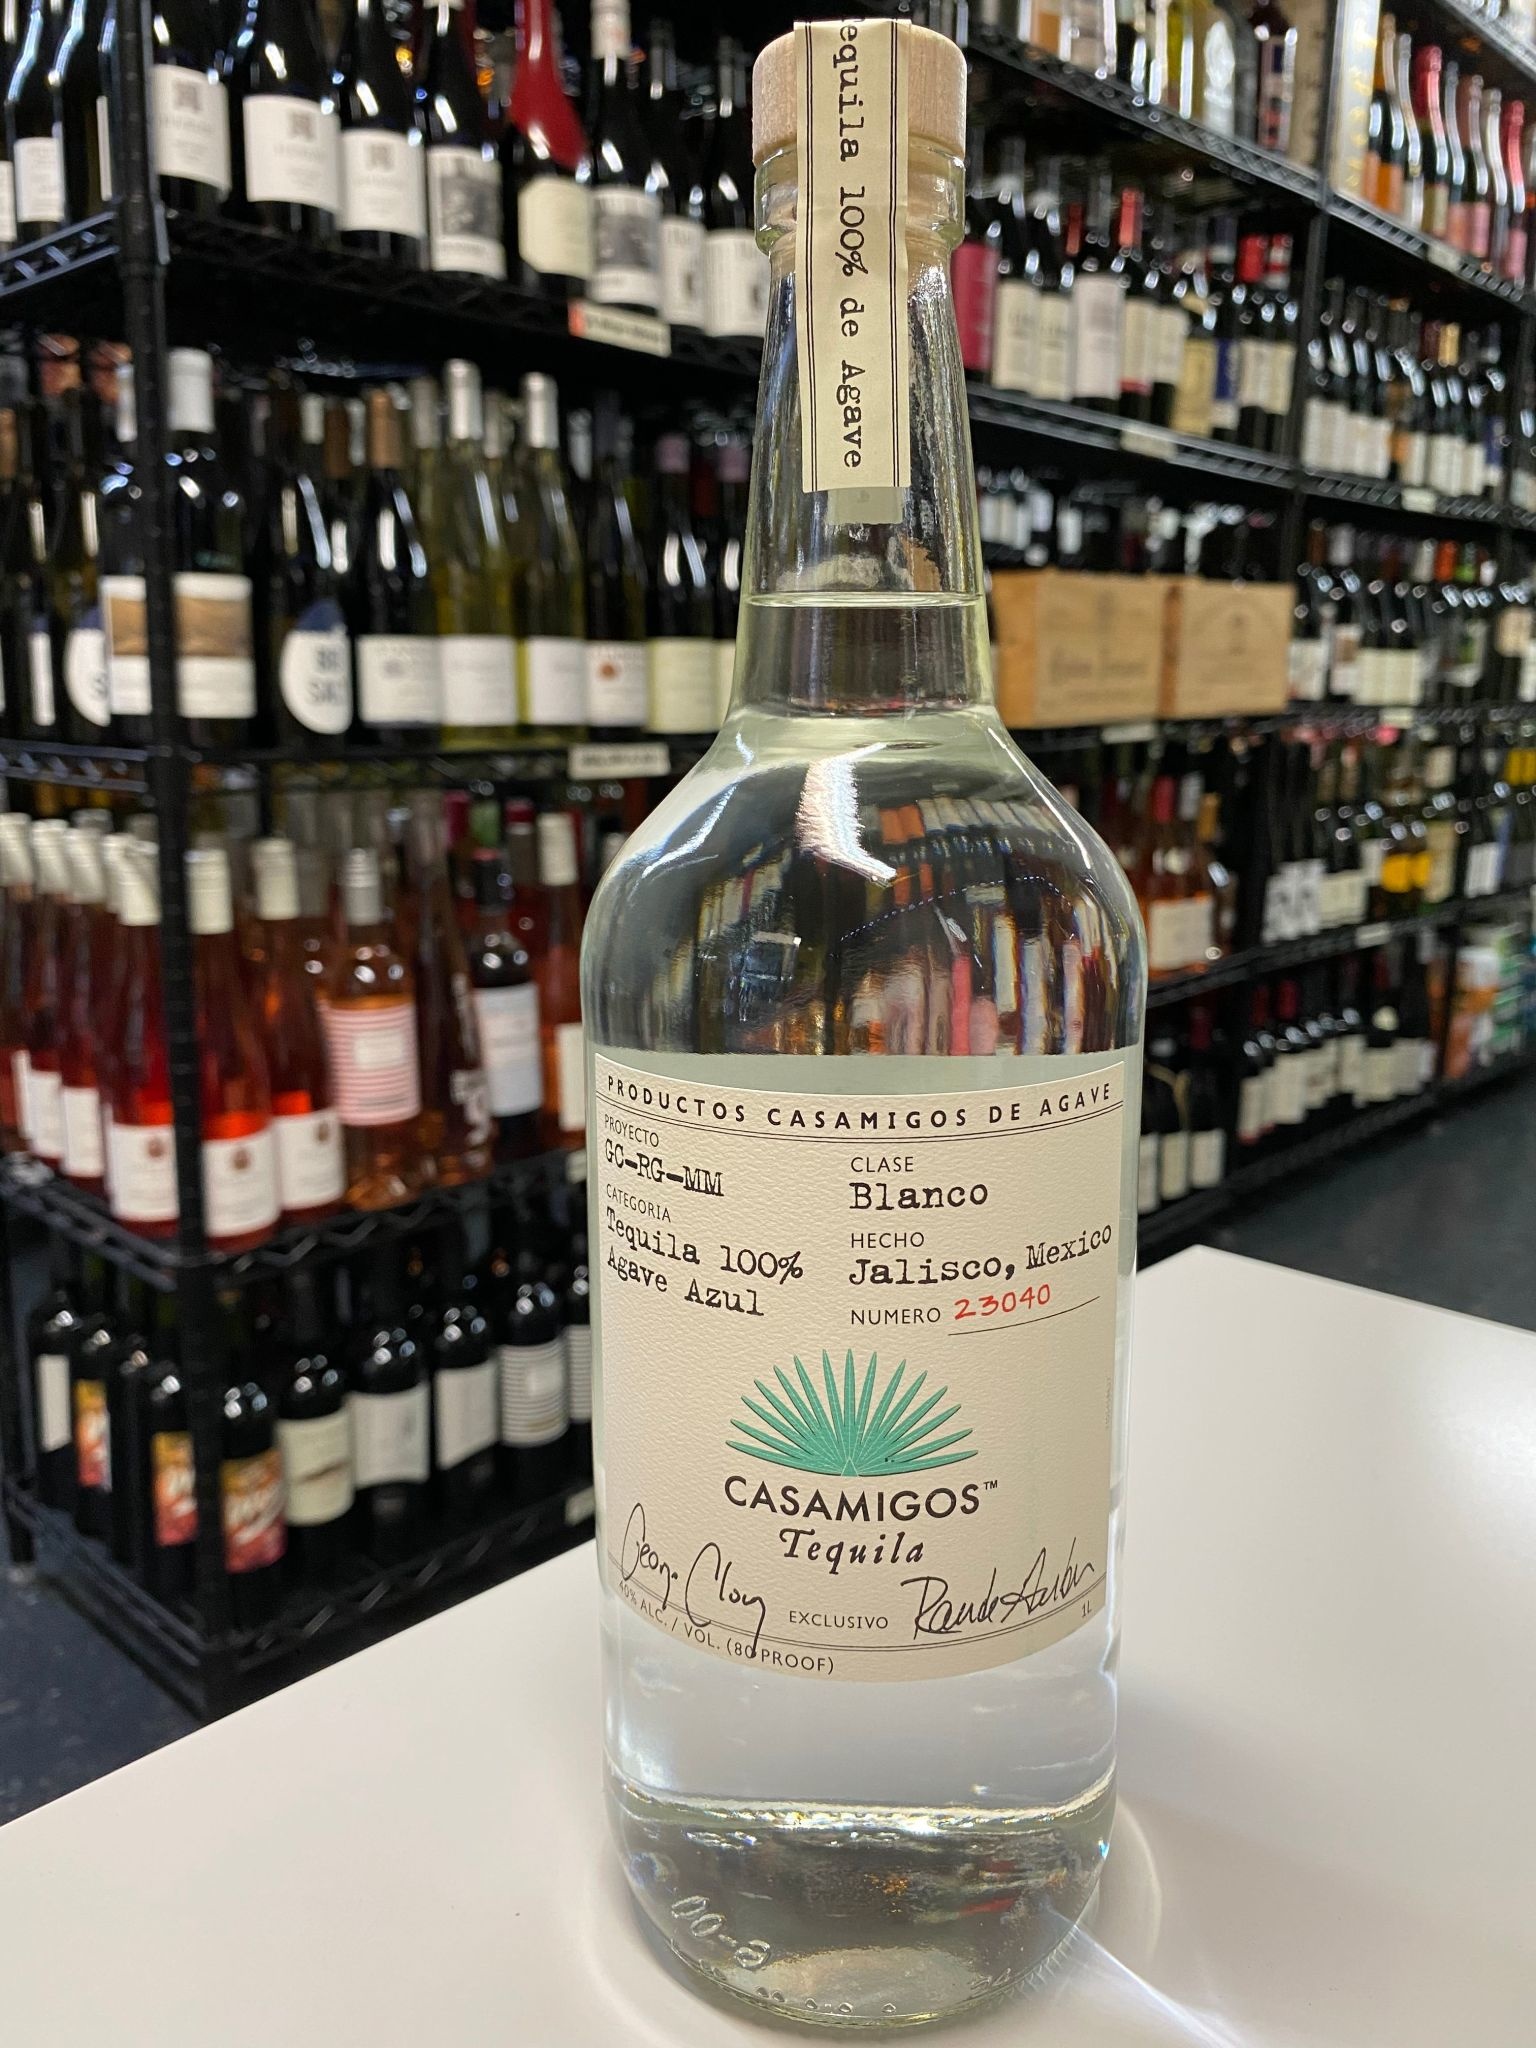 Tequila 100% de Agave
PRODUCTOS CASAMIGOS DE AGAVE
PROYECTO
GC-RG-MM
CATEGORIA
Tequila 100%
Agave Azul
CLASE
Blanco
HECHO
Jalisco, Mexico
NUMERO 23040
CASAMIGOS™
Tequila
EXCLUSIVO
40% ALC. / VOL. (80 PROOF)
1L